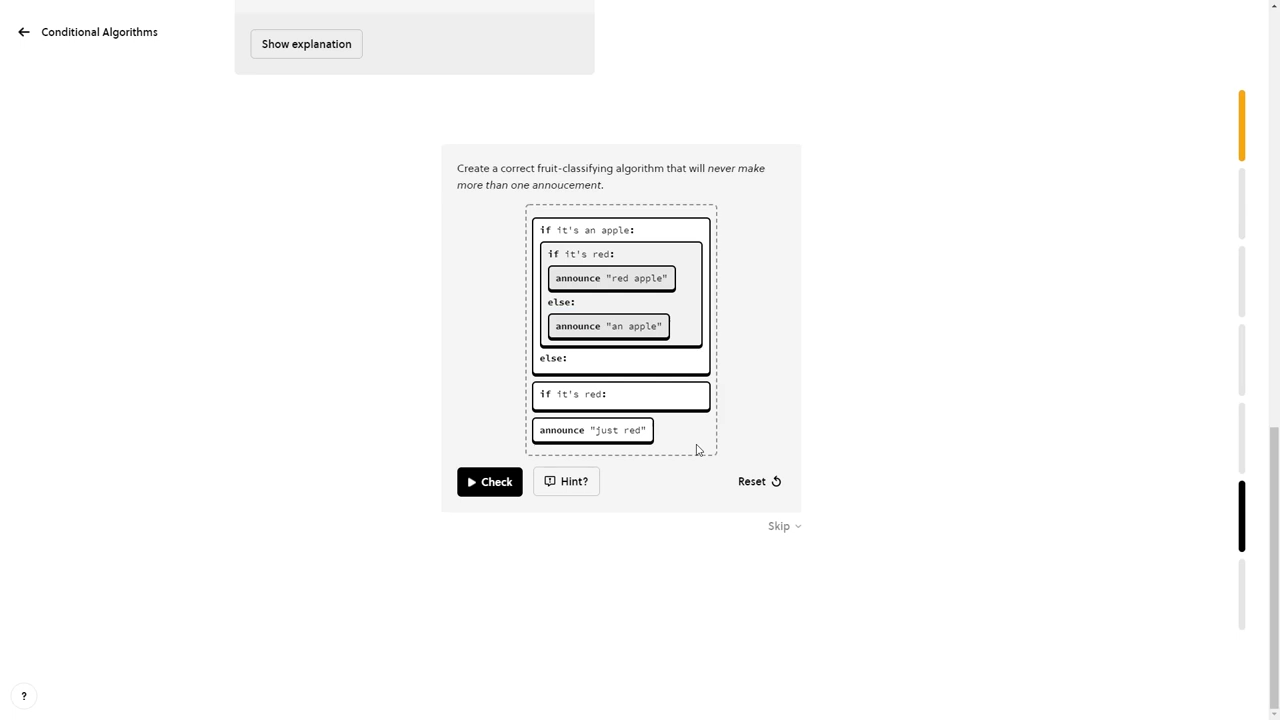 Conditional Algorithms
Show explanation
Create a correct fruit-classifying algorithm that will never make
more than one annoucement.
if it's an apple:
if it's red:
announce "red apple"
else:
announce "an apple"
else:
if it's red:
announce "just red"
Check
Hint?
Reset
Skip
?